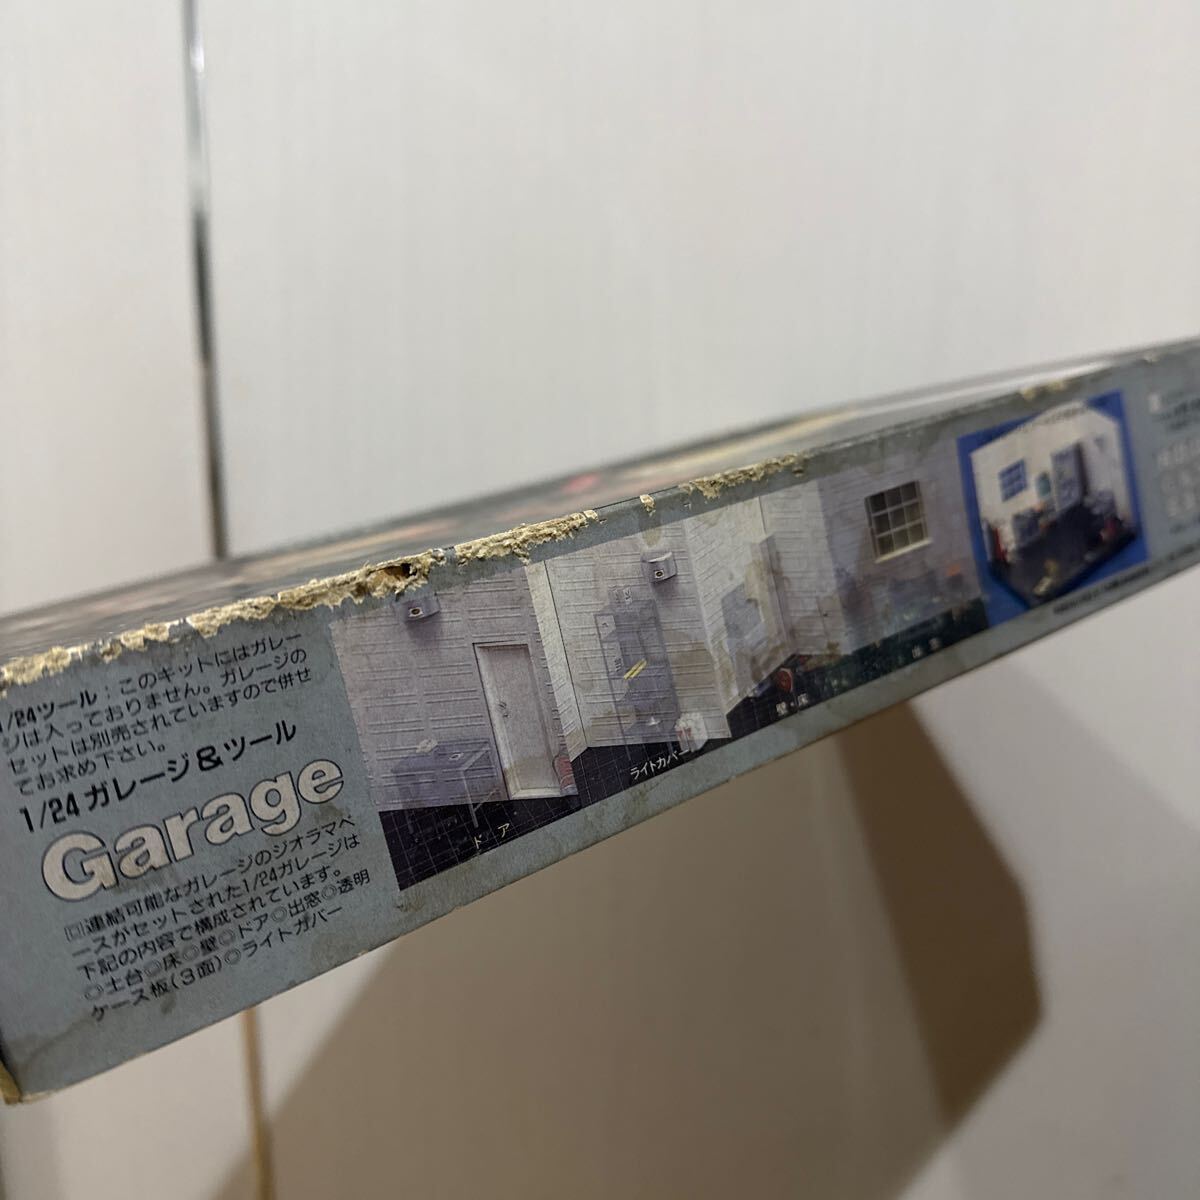 1/24ツール：このキットにはガレー
ジは入っておりません。ガレージの
セットは別売されていますので併せ
てお求め下さい。
1/24 ガレージ&ツール
Garage
回連結可能なガレージのジオラマベ
ースがセットされた1/24ガレージは
下記の内容で構成されています。
◎土台◎床◎壁◎ドア◎出窓◎透明
ケース板(3面)◎ライトカバー
ドア
ライトカバー
壁・床
出窓